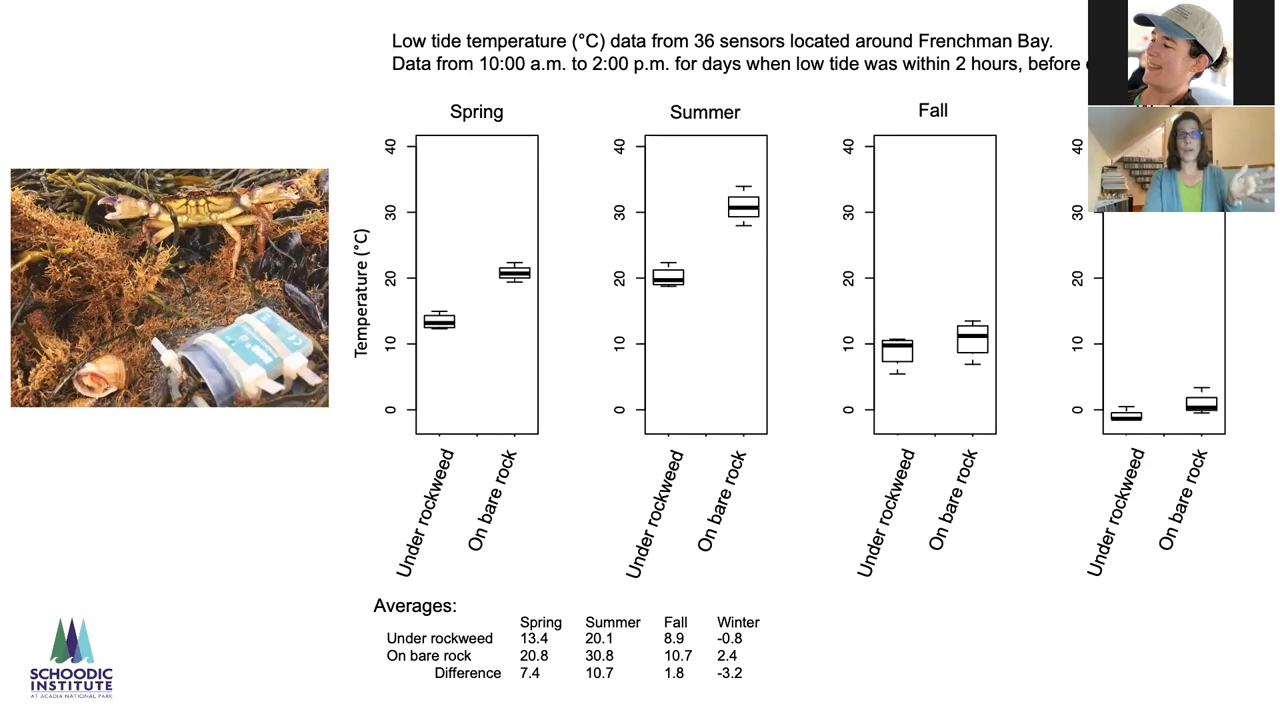 Low tide temperature (°C) data from 36 sensors located around Frenchman Bay.
Data from 10:00 a.m. to 2:00 p.m. for days when low tide was within 2 hours, before
Spring
Summer
Fall
Temperature (°C)
40
30
20
10
0
Under rockweed
On bare rock
40
30
20
10
0
Under rockweed
On bare rock
40
30
20
10
0
Under rockweed
On bare rock
40
30
20
10
0
Under rockweed
On bare rock
Averages:
Spring Summer Fall Winter
Under rockweed 13.4 20.1 8.9 -0.8
On bare rock 20.8 30.8 10.7 2.4
Difference 7.4 10.7 1.8 -3.2
SCHOODIC
INSTITUTE
AT ACADIA NATIONAL PARK